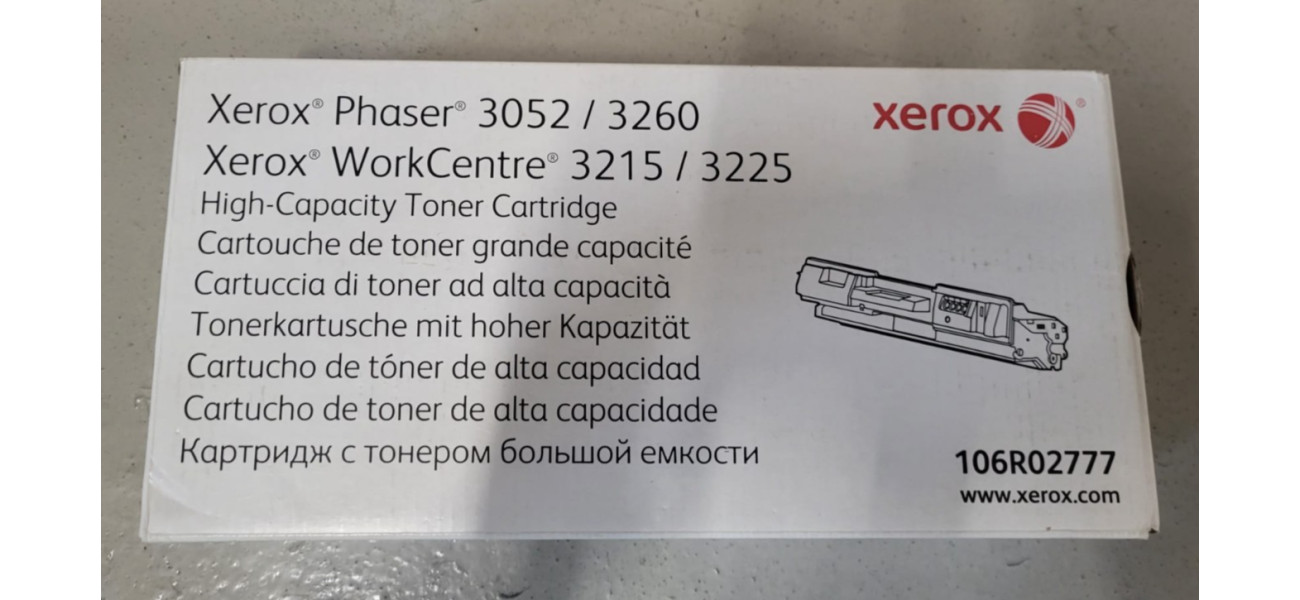 Xerox® Phaser® 3052 / 3260
Xerox® WorkCentre® 3215 / 3225
High-Capacity Toner Cartridge
Cartouche de toner grande capacité
Cartuccia di toner ad alta capacità
Tonerkartusche mit hoher Kapazität
Cartucho de tóner de alta capacidad
Cartucho de toner de alta capacidade
Картридж с тонером большой емкости
xerox ®
106R02777
www.xerox.com